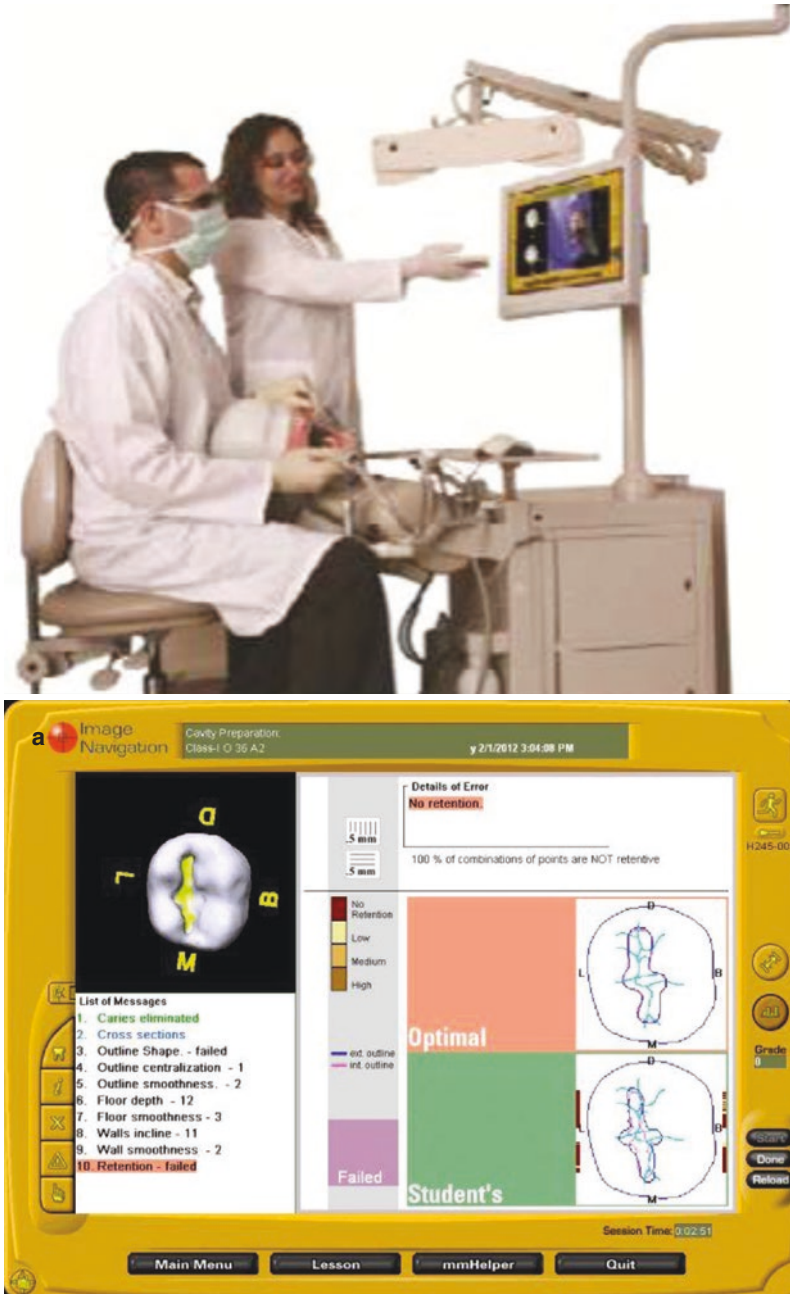 a
Image
Navigation
Cavity Preparation:
Class-I O 36 A2
y 2/1/2012 3:04:08 PM
D
L
B
M
Details of Error
No retention.
100 % of combinations of points are NOT retentive
.5 mm
.5 mm
No
Retention
Low
Medium
High
ext. outline
int. outline
Optimal
D
L
B
M
Failed
Student's
D
L
B
M
List of Messages
1. Caries eliminated
2. Cross sections
3. Outline Shape. - failed
4. Outline centralization - 1
5. Outline smoothness. - 2
6. Floor depth - 12
7. Floor smoothness - 3
8. Walls incline - 11
9. Wall smoothness - 2
10. Retention - failed
H245-00
Grade
0
Start
Done
Reload
Session Time: 0:02:51
Main Menu
Lesson
mmHelper
Quit